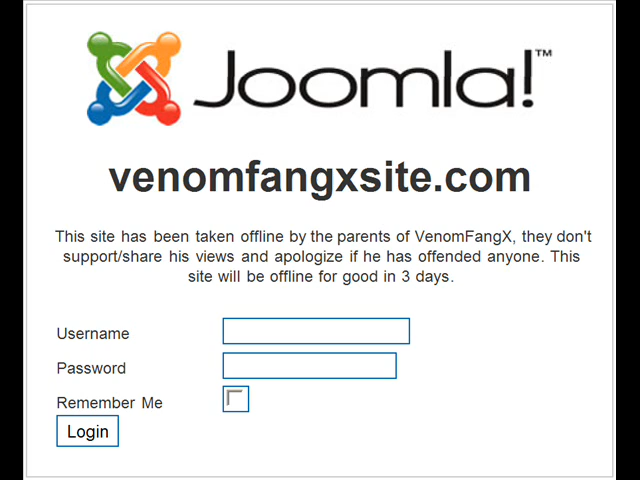 Joomla!™
venomfangxsite.com
This site has been taken offline by the parents of VenomFangX, they don't
support/share his views and apologize if he has offended anyone. This
site will be offline for good in 3 days.
Username
Password
Remember Me
Login